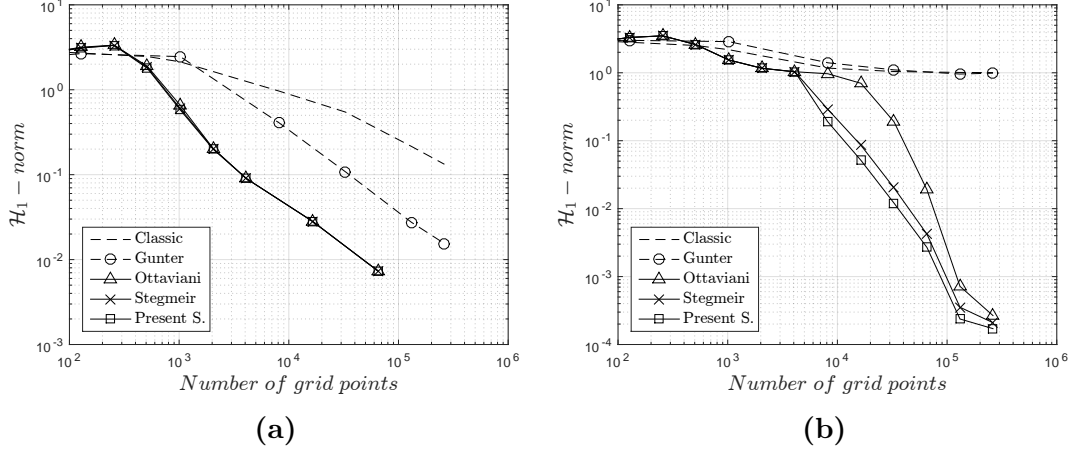 10^1
10^0
10^-1
10^-2
10^-3
H_1 − norm
Classic
Gunter
Ottaviani
Stegmeir
Present S.
10^2 10^3 10^4 10^5 10^6
Number of grid points
(a)
10^1
10^0
10^-1
10^-2
10^-3
10^-4
H_1 − norm
Classic
Gunter
Ottaviani
Stegmeir
Present S.
10^2 10^3 10^4 10^5 10^6
Number of grid points
(b)